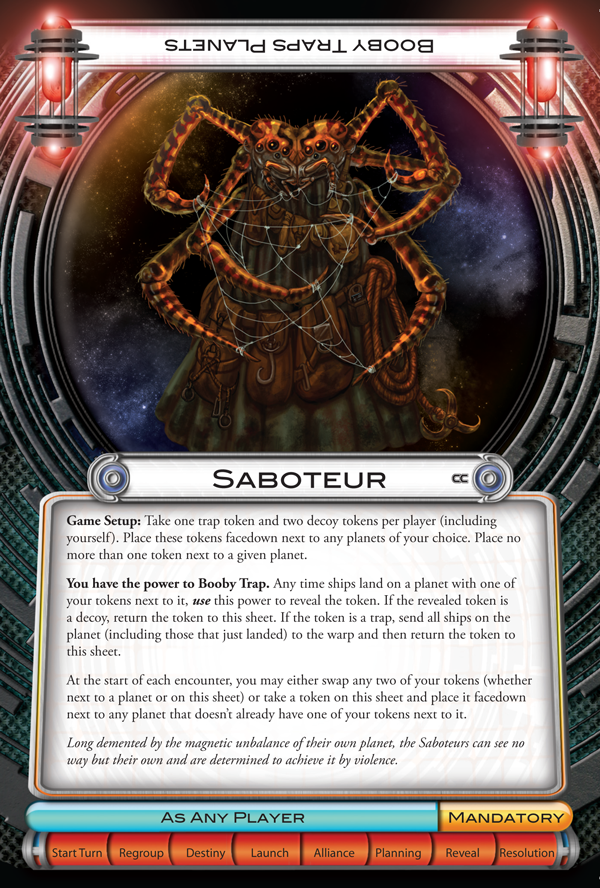 Booby Traps Planets
Saboteur
CC
Game Setup: Take one trap token and two decoy tokens per player (including
yourself). Place these tokens facedown next to any planets of your choice. Place no
more than one token next to a given planet.
You have the power to Booby Trap. Any time ships land on a planet with one of
your tokens next to it, use this power to reveal the token. If the revealed token is
a decoy, return the token to this sheet. If the token is a trap, send all ships on the
planet (including those that just landed) to the warp and then return the token to
this sheet.
At the start of each encounter, you may either swap any two of your tokens (whether
next to a planet or on this sheet) or take a token on this sheet and place it facedown
next to any planet that doesn't already have one of your tokens next to it.
Long demented by the magnetic unbalance of their own planet, the Saboteurs can see no
way but their own and are determined to achieve it by violence.
As Any Player Mandatory
Start Turn Regroup Destiny Launch Alliance Planning Reveal Resolution